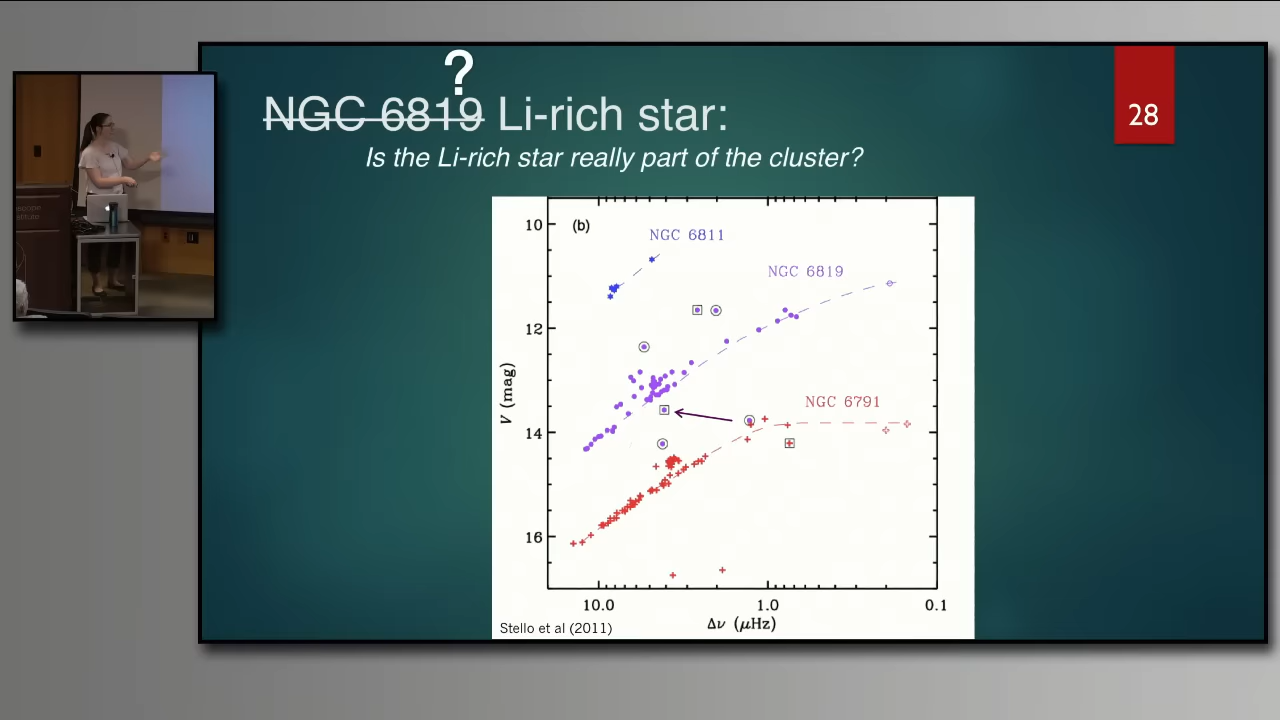 ?
NGC 6819 Li-rich star:
28
Is the Li-rich star really part of the cluster?
(b)
NGC 6811
NGC 6819
NGC 6791
10
12
14
16
V (mag)
10.0 1.0 0.1
Δν (μHz)
Stello et al (2011)